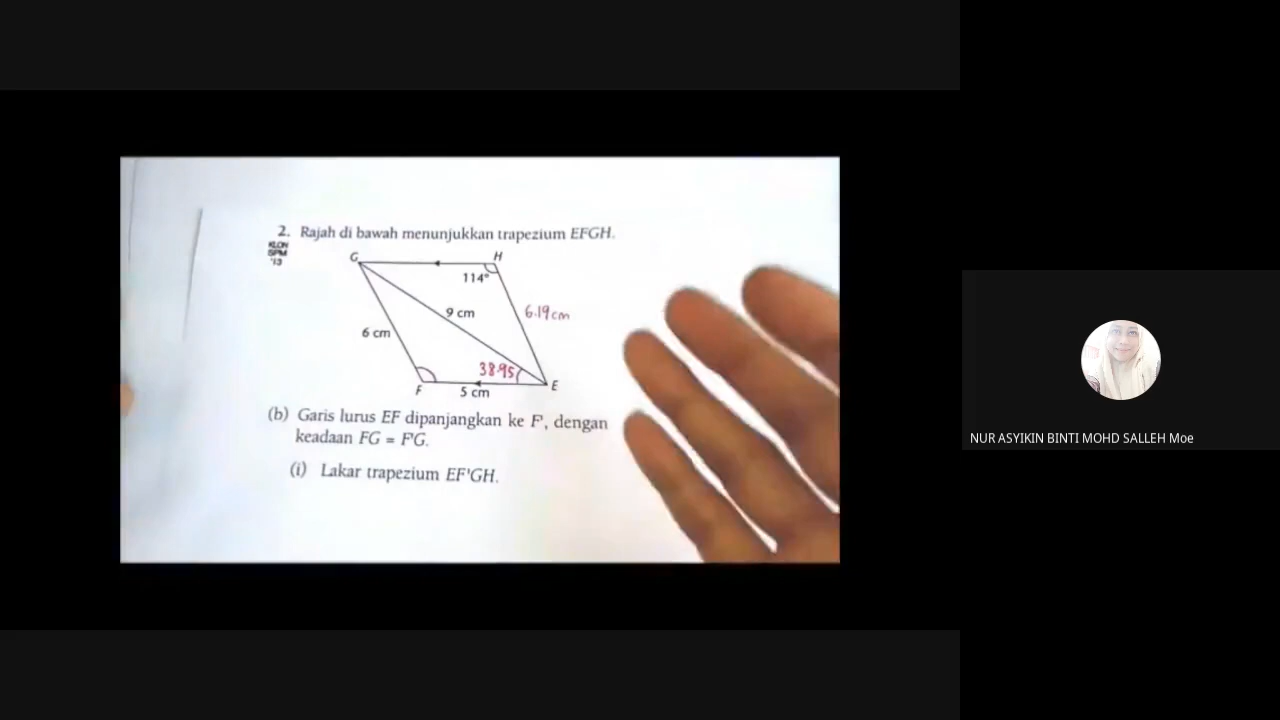 2. Rajah di bawah menunjukkan trapezium EFGH.
KLON
SPM
'13
G
H
114°
9 cm
6.19cm
6 cm
38.95
F
E
5 cm
(b) Garis lurus EF dipanjangkan ke F', dengan
keadaan FG = F'G.
(i) Lakar trapezium EF'GH.
NUR ASYIKIN BINTI MOHD SALLEH Moe